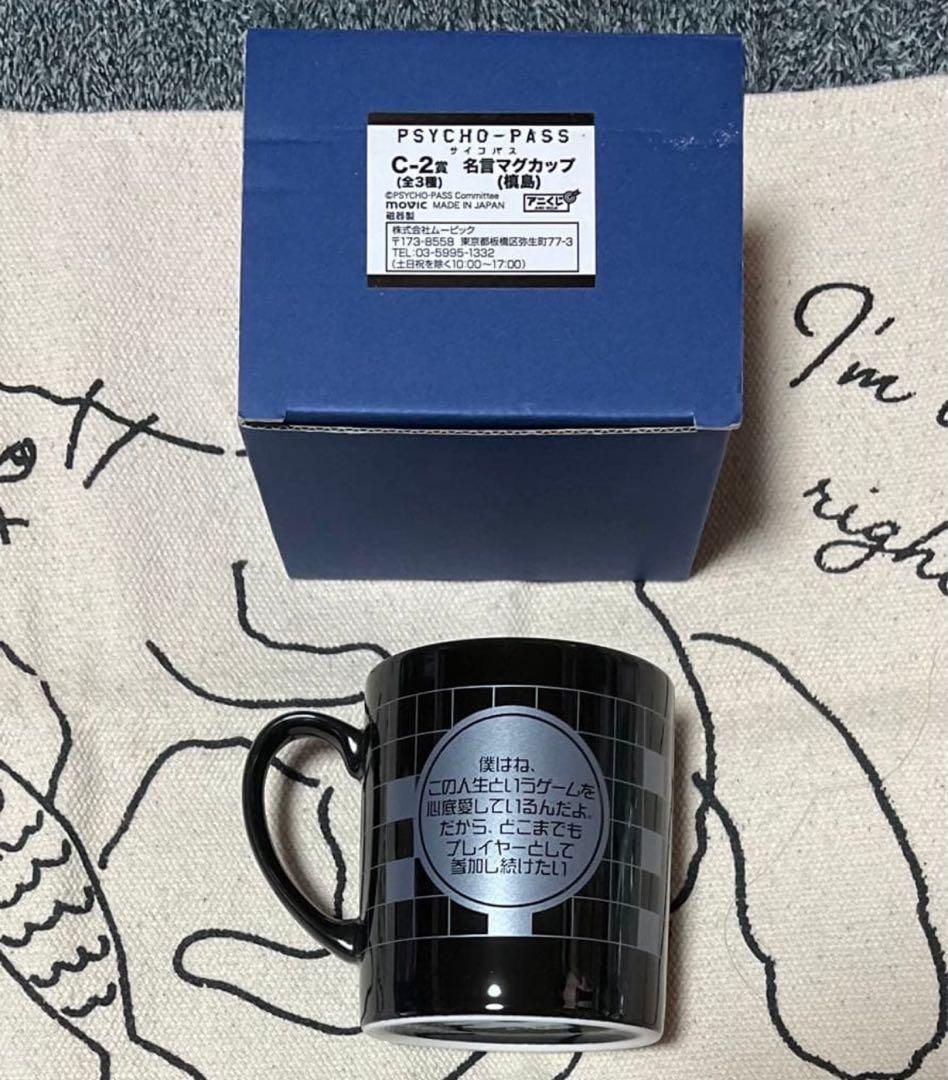 PSYCHO-PASS
サイコパス
C-2賞 名言マグカップ
(全3種) (槙島)
©PSYCHO-PASS Committee
movic MADE IN JAPAN アニくじ
磁器製
株式会社ムービック
〒173-8558 東京都板橋区弥生町77-3
TEL:03-5995-1332
(土日祝を除く10:00~17:00)
I'm
righ
僕はね、
この人生というゲームを
心底愛しているんだよ。
だから、どこまでも
プレイヤーとして
参加し続けたい